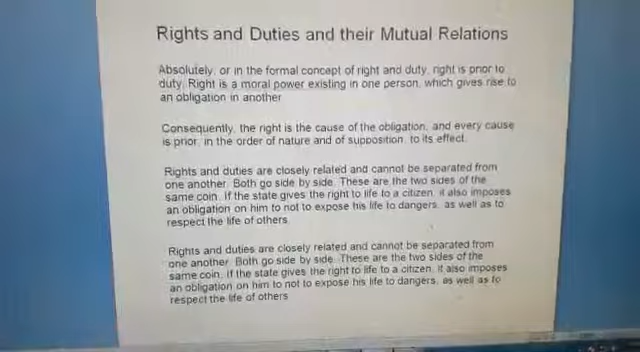 Rights and Duties and their Mutual Relations
Absolutely, or in the formal concept of right and duty, right is prior to
duty. Right is a moral power existing in one person, which gives rise to
an obligation in another
Consequently, the right is the cause of the obligation, and every cause
is prior, in the order of nature and of supposition, to its effect.
Rights and duties are closely related and cannot be separated from
one another. Both go side by side. These are the two sides of the
same coin. If the state gives the right to life to a citizen, it also imposes
an obligation on him to not to expose his life to dangers, as well as to
respect the life of others.
Rights and duties are closely related and cannot be separated from
one another. Both go side by side. These are the two sides of the
same coin. If the state gives the right to life to a citizen, it also imposes
an obligation on him to not to expose his life to dangers, as well as to
respect the life of others